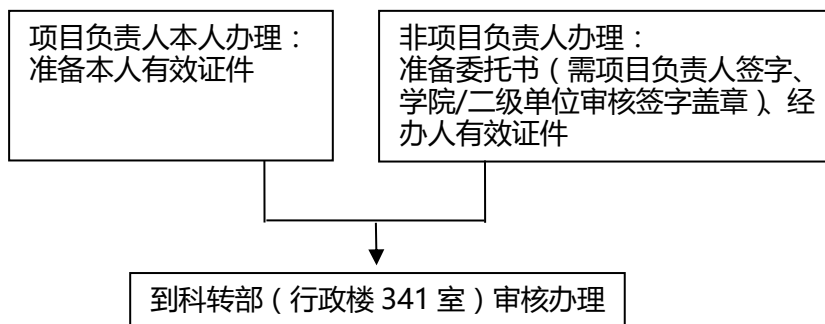 项目负责人本人办理：
准备本人有效证件
非项目负责人办理：
准备委托书（需项目负责人签字、
学院/二级单位审核签字盖章）、经
办人有效证件
到科转部（行政楼 341 室）审核办理